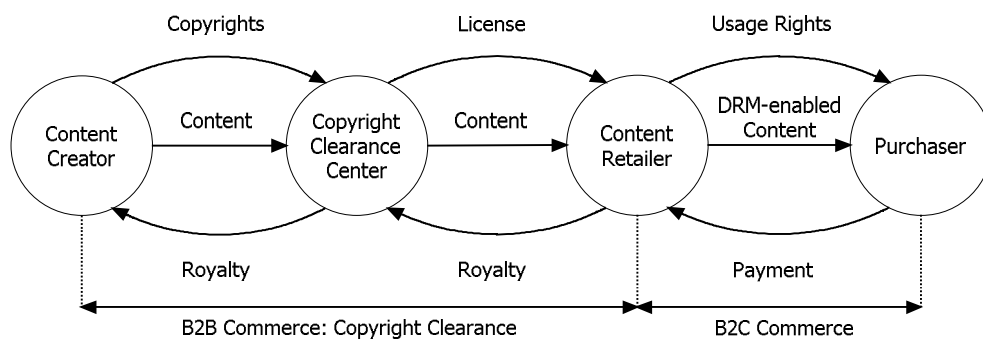 Copyrights
License
Usage Rights
Content
Creator
Content
Copyright
Clearance
Center
Content
Content
Retailer
DRM-enabled
Content
Purchaser
Royalty
Royalty
Payment
B2B Commerce: Copyright Clearance
B2C Commerce